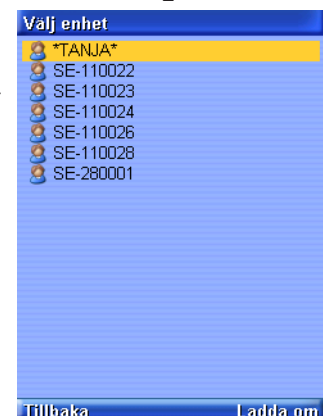 Välj enhet
*TANJA*
SE-110022
SE-110023
SE-110024
SE-110026
SE-110028
SE-280001
Tillbaka Ladda om